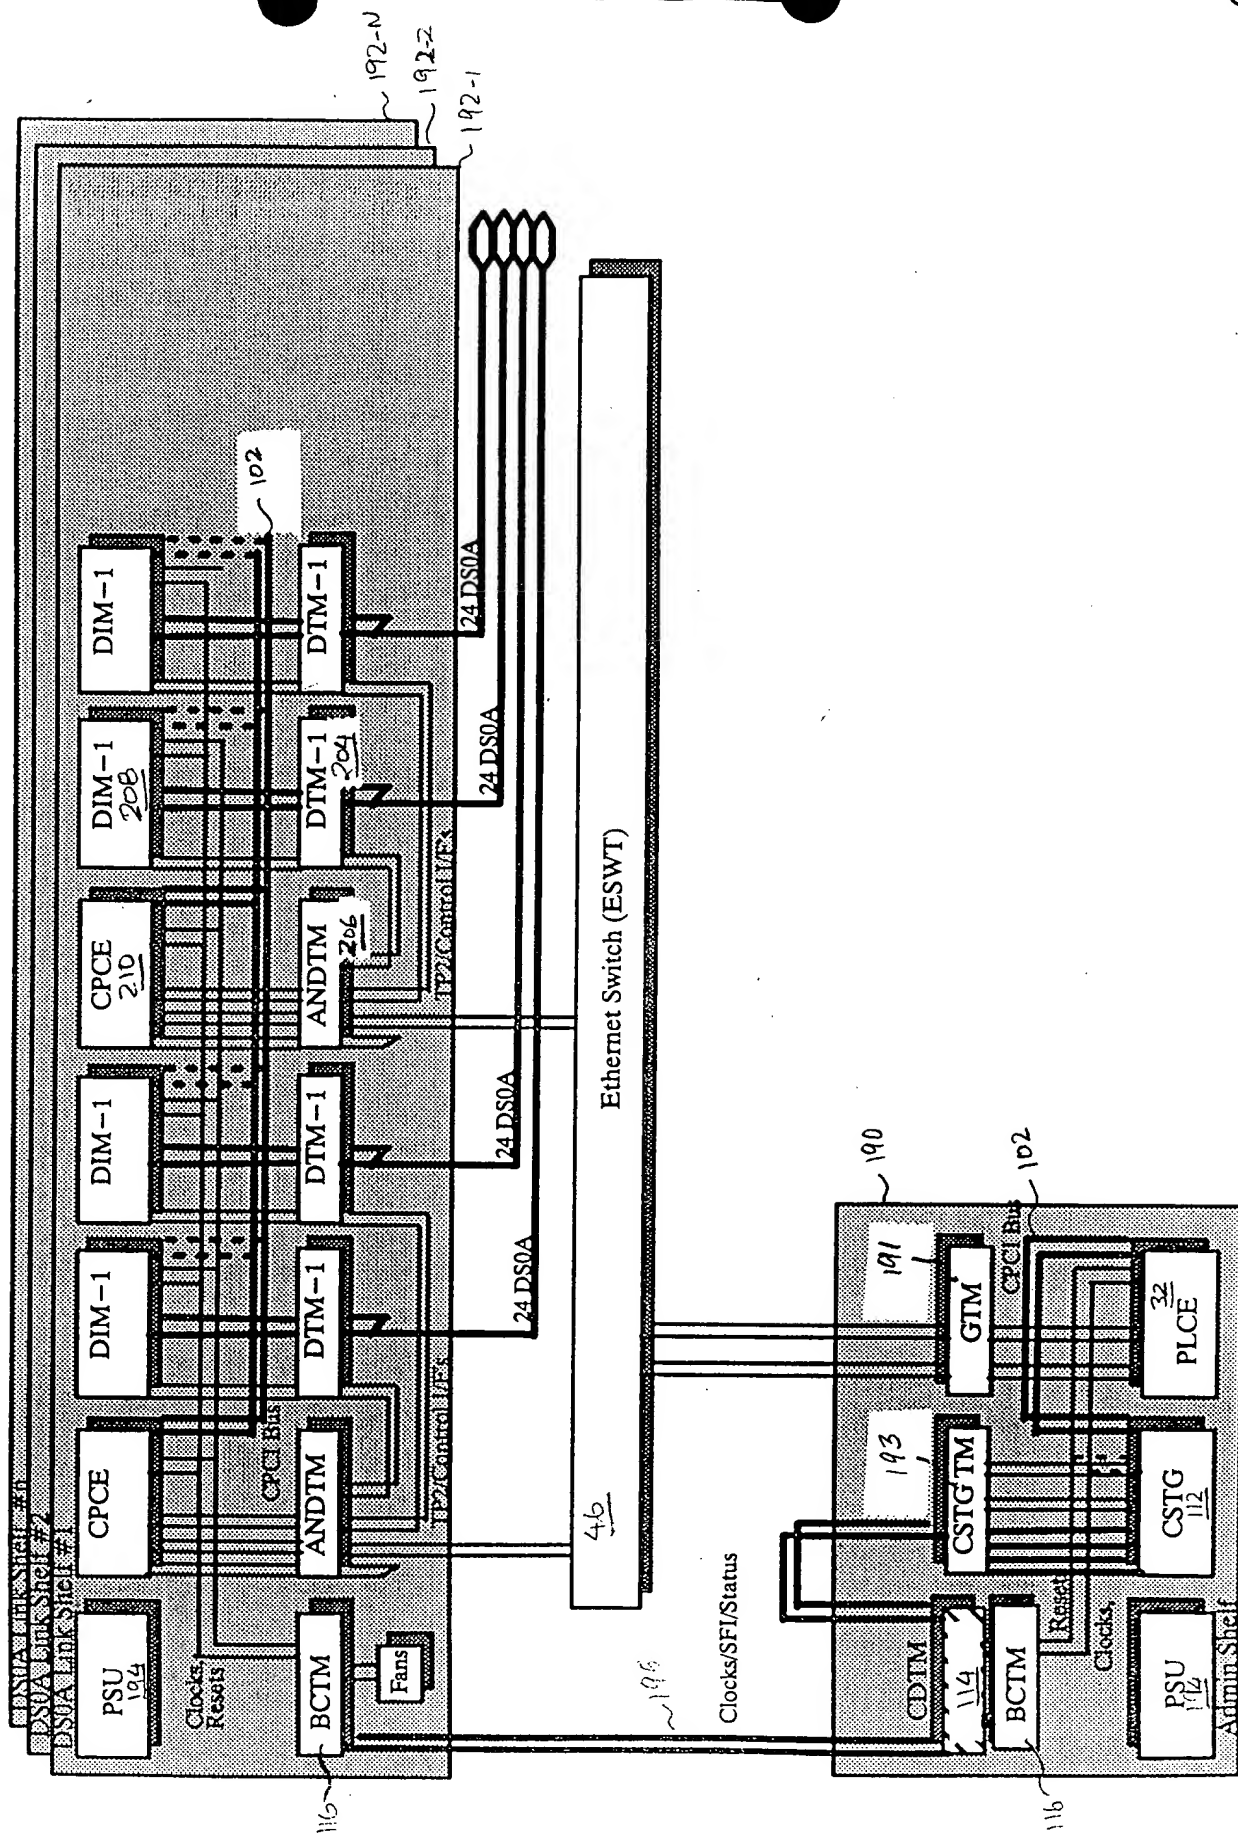 192-N
192-2
192-1
DS0A Link Shelf #n
DS0A Link Shelf #2
DS0A Link Shelf #1
PSU
194
CPCE
DIM-1
DIM-1
CPCE
210
DIM-1
208
DIM-1
Clocks,
Resets
CPCI Bus
102
BCTM
116
Fans
ANDTM
DTM-1
DTM-1
ANDTM
206
DTM-1
204
DTM-1
TP2/Control I/Fs
TP2/Control I/Fs
24 DS0A
24 DS0A
24 DS0A
24 DS0A
46
Ethernet Switch (ESWT)
Clocks/SFI/Status
190
CDTM
114
CSTG TM
193
GTM
191
CPCI Bus
102
BCTM
116
Reset
Clocks,
PSU
194
CSTG
112
32
PLCE
Admin Shelf